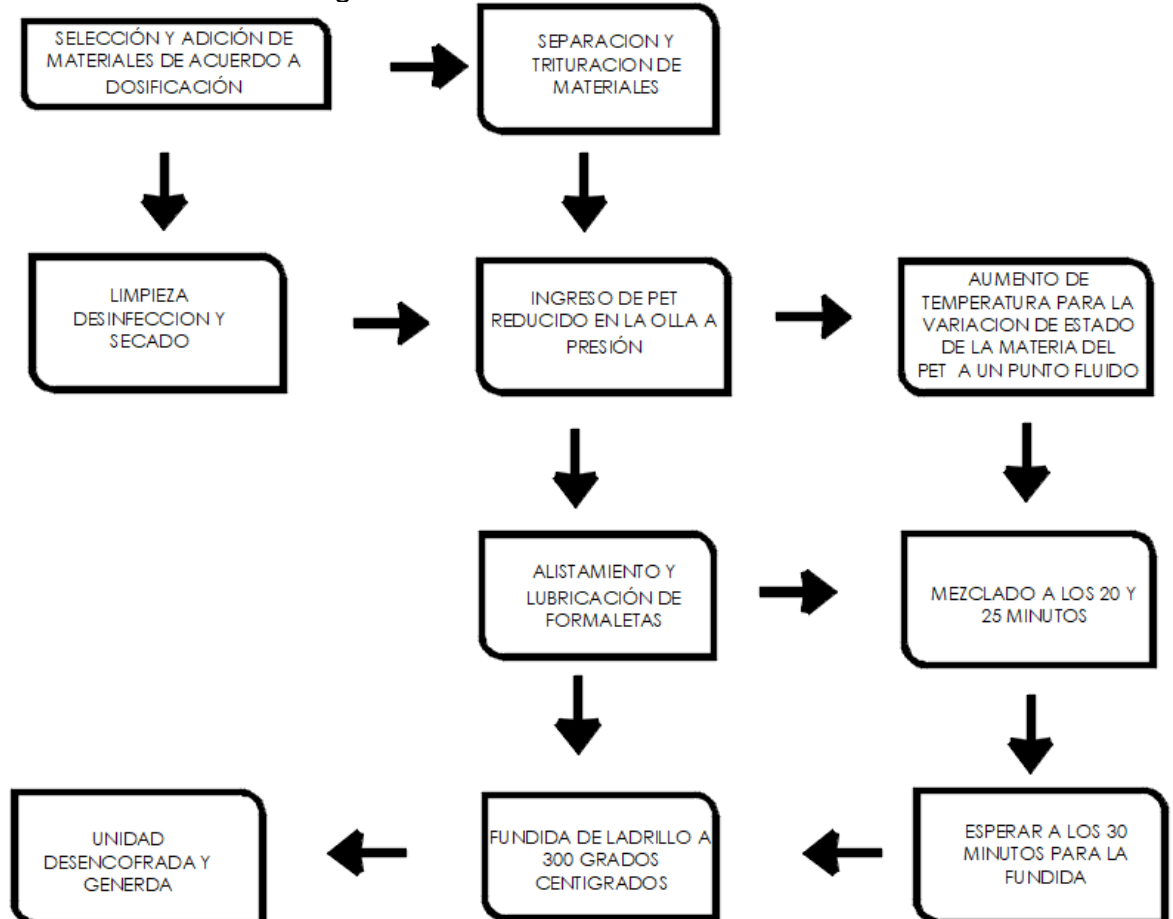 SELECCIÓN Y ADICIÓN DE
MATERIALES DE ACUERDO A
DOSIFICACIÓN
SEPARACION Y
TRITURACION DE
MATERIALES
LIMPIEZA
DESINFECCION Y
SECADO
INGRESO DE PET
REDUCIDO EN LA OLLA A
PRESIÓN
AUMENTO DE
TEMPERATURA PARA LA
VARIACION DE ESTADO
DE LA MATERIA DEL
PET A UN PUNTO FLUIDO
ALISTAMIENTO Y
LUBRICACIÓN DE
FORMALETAS
MEZCLADO A LOS 20 Y
25 MINUTOS
UNIDAD
DESENCOFRADA Y
GENERDA
FUNDIDA DE LADRILLO A
300 GRADOS
CENTIGRADOS
ESPERAR A LOS 30
MINUTOS PARA LA
FUNDIDA